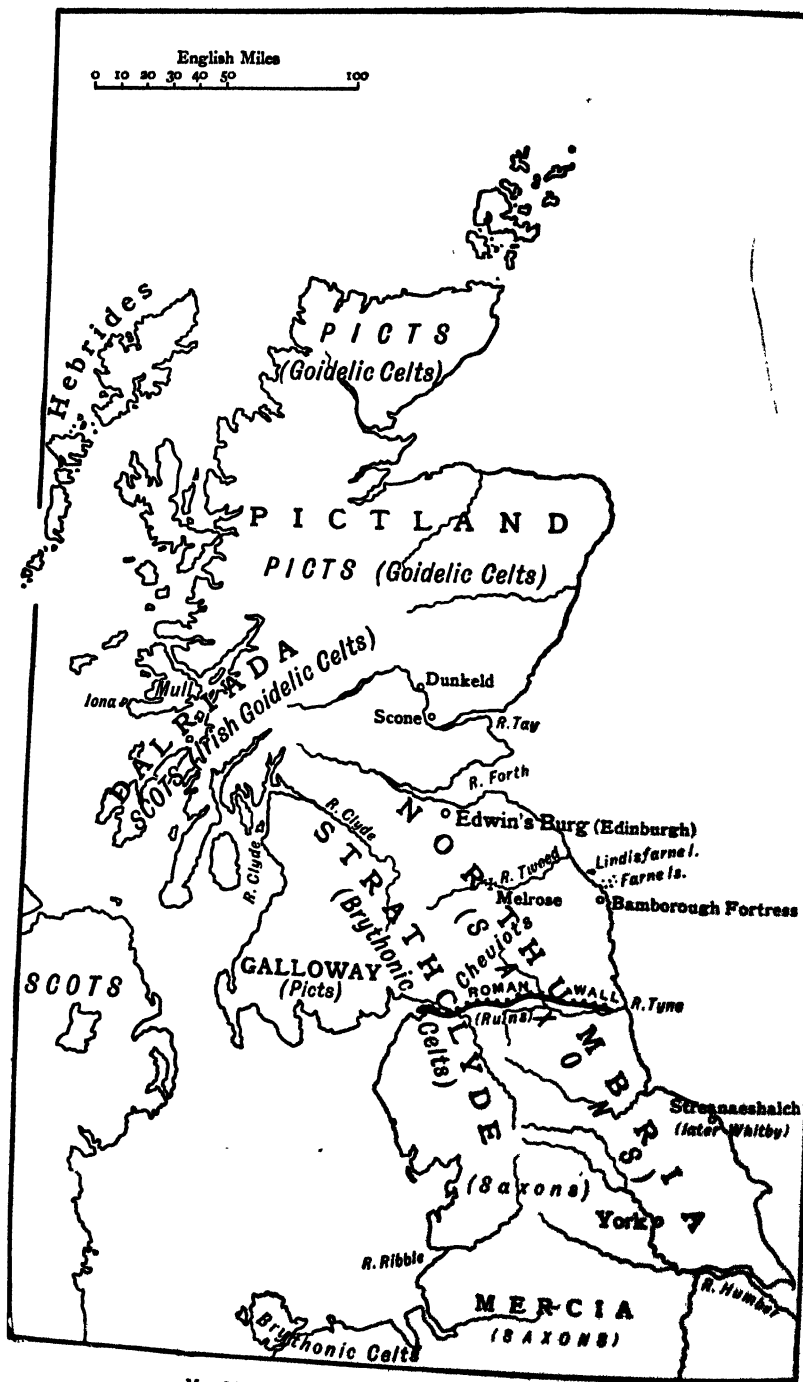 English Miles
0 10 20 30 40 50 100
Hebrides
PICTS
(Goidelic Celts)
PICTLAND
PICTS (Goidelic Celts)
DALRIADA
SCOTS (Irish Goidelic Celts)
Mull
Iona
Dunkeld
Scone
R. Tay
R. Forth
Edwin's Burg (Edinburgh)
R. Clyde
R. Clyde
R. Tweed
Lindisfarne I.
Farne Is.
Melrose
Bamborough Fortress
NORTHUMBRIA
(SAXONS)
Cheviots
STRATHCLYDE
(Brythonic Celts)
GALLOWAY
(Picts)
SCOTS
ROMAN WALL
(Ruins)
R. Tyne
Streanaeshalch
(later Whitby)
(Saxons)
York
R. Ribble
R. Humber
MERCIA
(SAXONS)
Brythonic Celts